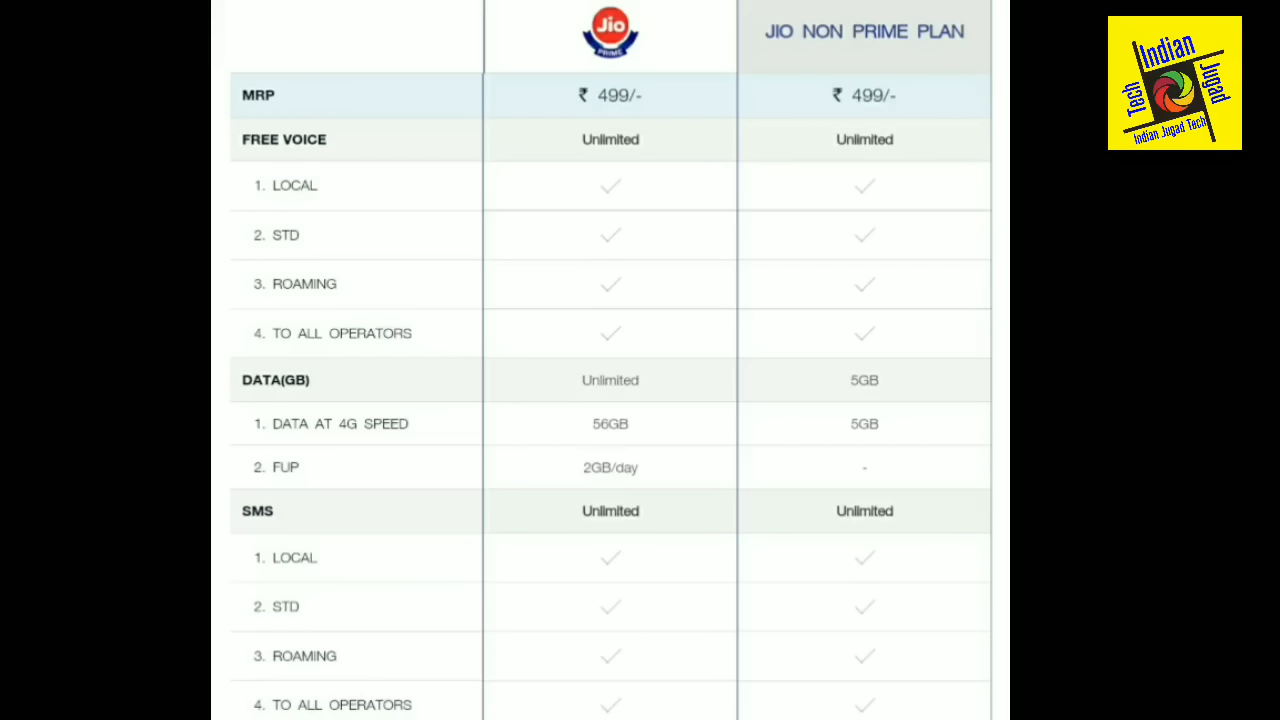 Jio
PRIME
JIO NON PRIME PLAN
MRP ₹ 499/- ₹ 499/-
FREE VOICE Unlimited Unlimited
1. LOCAL ✓ ✓
2. STD ✓ ✓
3. ROAMING ✓ ✓
4. TO ALL OPERATORS ✓ ✓
DATA(GB) Unlimited 5GB
1. DATA AT 4G SPEED 56GB 5GB
2. FUP 2GB/day -
SMS Unlimited Unlimited
1. LOCAL ✓ ✓
2. STD ✓ ✓
3. ROAMING ✓ ✓
4. TO ALL OPERATORS ✓ ✓
Indian
Jugad
Tech
Indian Jugad Tech